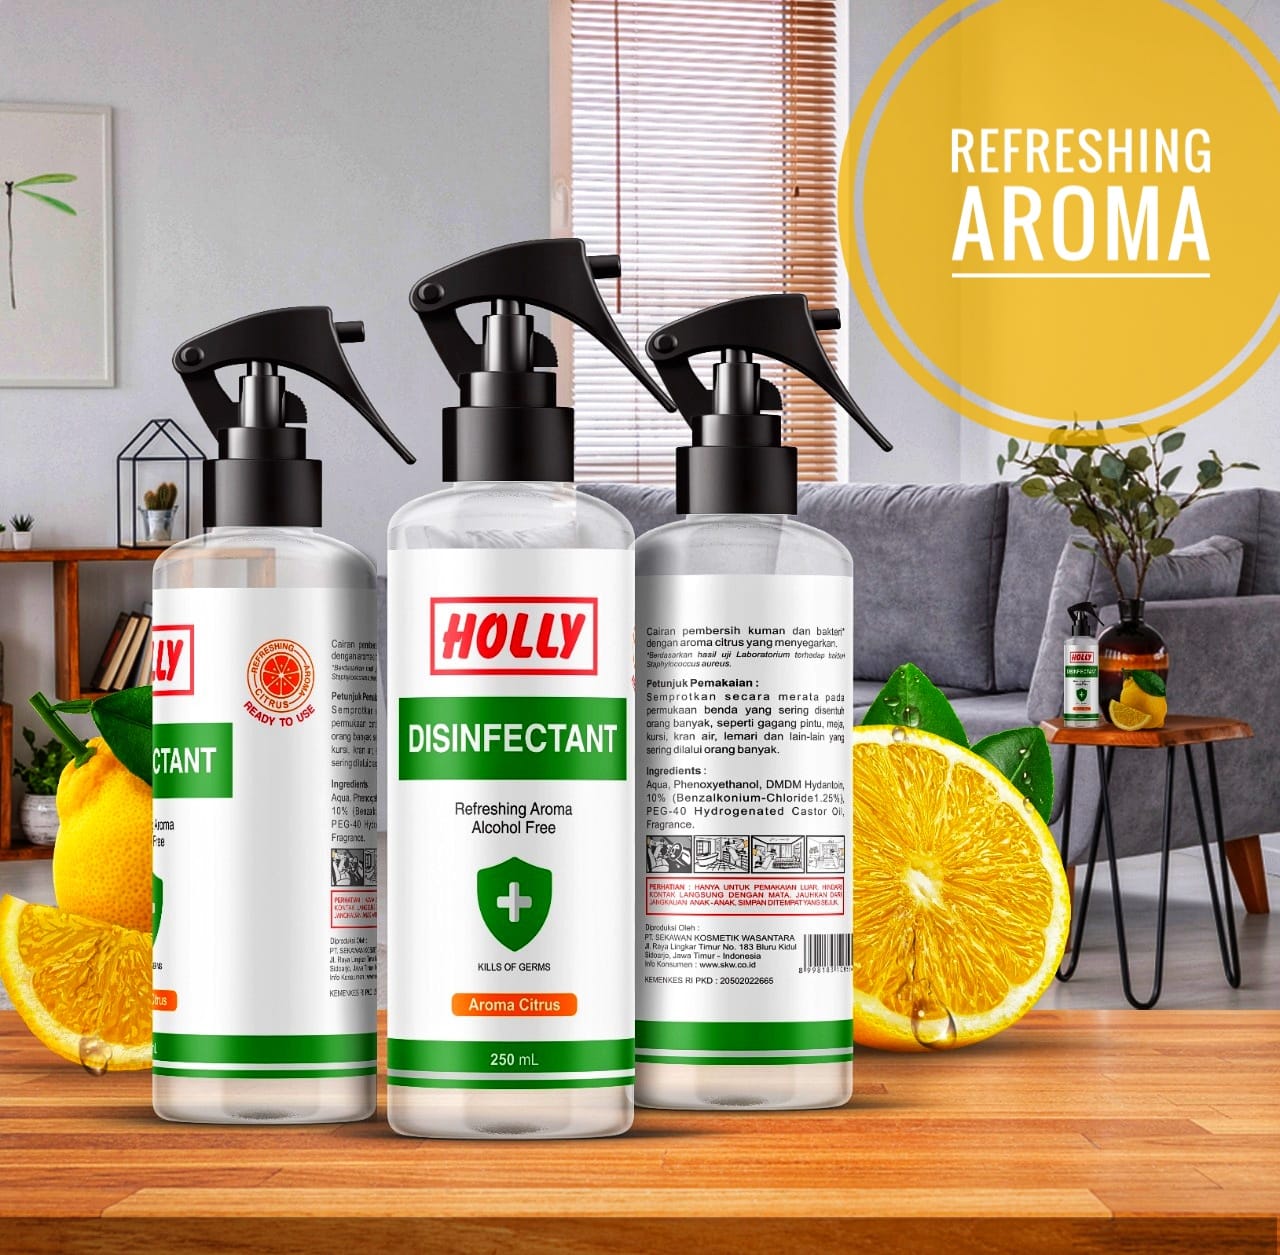 REFRESHING
AROMA
HOLLY
DISINFECTANT
Refreshing Aroma
Alcohol Free
KILLS OF GERMS
Aroma Citrus
250 mL
LLY
CTANT
Aroma
Free
REFRESHING
AROMA
CITRUS
READY TO USE
Cairan pembersih kuman dan bakteri*
dengan aroma citrus yang menyegarkan.
*Berdasarkan hasil uji Laboratorium terhadap bakteri
Staphylococcus aureus.
Petunjuk Pemakaian :
Semprotkan secara merata pada
permukaan benda yang sering disentuh
orang banyak, seperti gagang pintu, meja,
kursi, kran air, lemari dan lain-lain yang
sering dilalui orang banyak.
Ingredients :
Aqua, Phenoxyethanol, DMDM Hydantoin,
10% (Benzalkonium-Chloride1.25%),
PEG-40 Hydrogenated Castor Oil,
Fragrance.
PERHATIAN : HANYA UNTUK PEMAKAIAN LUAR, HINDARI
KONTAK LANGSUNG DENGAN MATA, JAUHKAN DARI
JANGKAUAN ANAK-ANAK, SIMPAN DITEMPAT YANG SEJUK.
Diproduksi Oleh :
PT. SEKAWAN KOSMETIK WASANTARA
Jl. Raya Lingkar Timur No. 183 Bluru Kidul
Sidoarjo, Jawa Timur - Indonesia
Info Konsumen : www.skw.co.id
KEMENKES RI PKD : 20502022665
HOLLY
DISINFECTANT